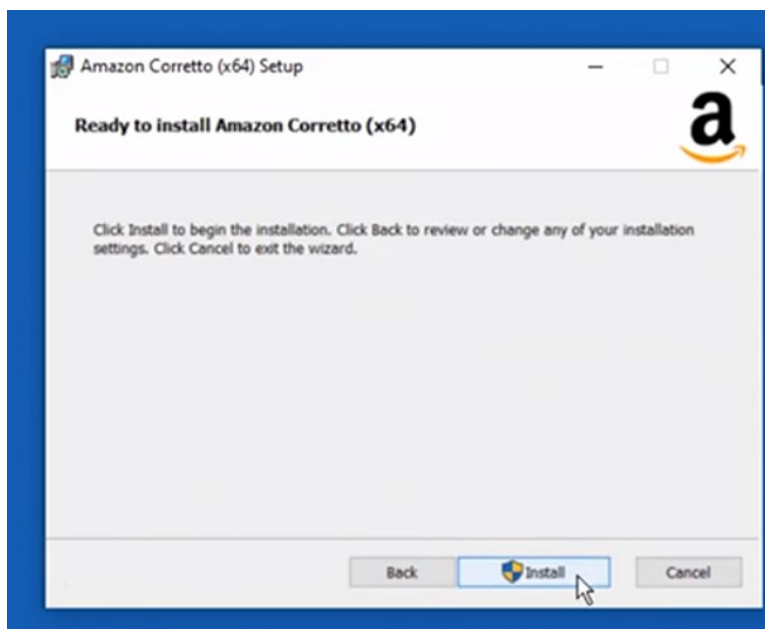 Amazon Corretto (x64) Setup
Ready to install Amazon Corretto (x64)
a
Click Install to begin the installation. Click Back to review or change any of your installation
settings. Click Cancel to exit the wizard.
Back
Install
Cancel